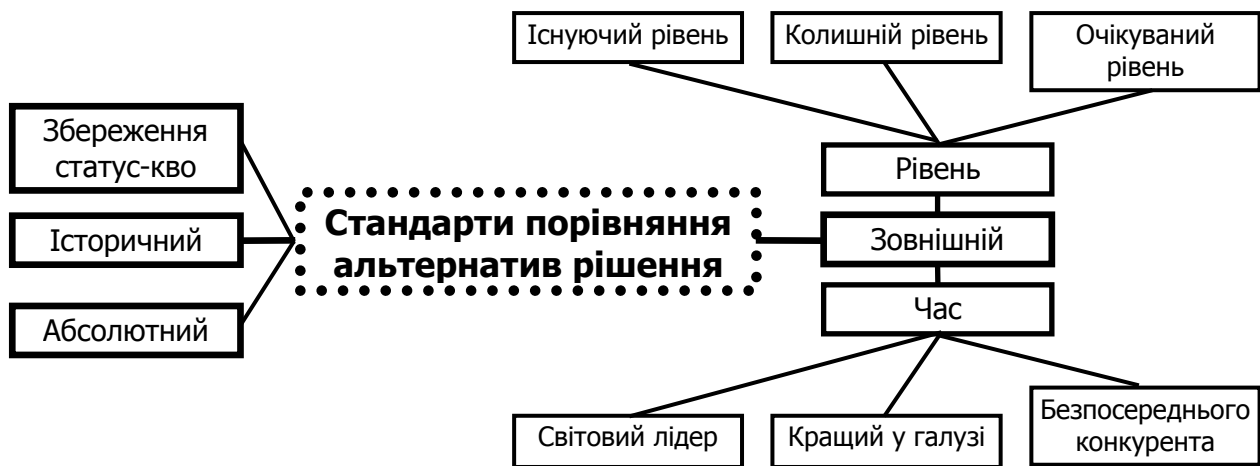 Існуючий рівень
Колишній рівень
Очікуваний
рівень
Збереження
статус-кво
Історичний
Абсолютний
Стандарти порівняння
альтернатив рішення
Рівень
Зовнішній
Час
Світовий лідер
Кращий у галузі
Безпосереднього
конкурента